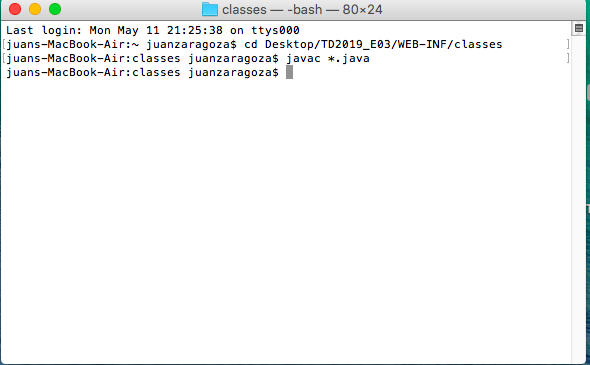 classes — -bash — 80×24
Last login: Mon May 11 21:25:38 on ttys000
[juans-MacBook-Air:~ juanzaragoza$ cd Desktop/TD2019_E03/WEB-INF/classes ]
[juans-MacBook-Air:classes juanzaragoza$ javac *.java ]
juans-MacBook-Air:classes juanzaragoza$